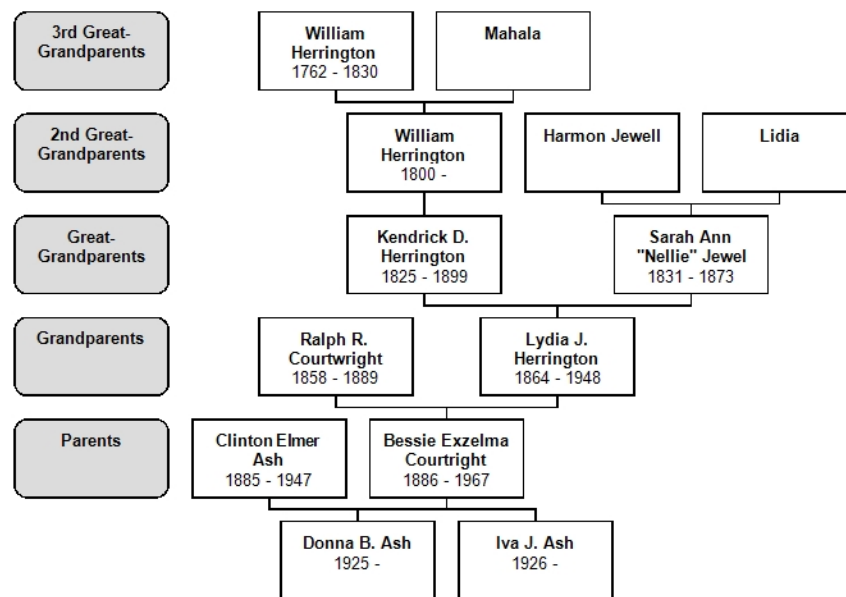 3rd Great-
Grandparents
William
Herrington
1762 - 1830
Mahala
2nd Great-
Grandparents
William
Herrington
1800 -
Harmon Jewell
Lidia
Great-
Grandparents
Kendrick D.
Herrington
1825 - 1899
Sarah Ann
"Nellie" Jewel
1831 - 1873
Grandparents
Ralph R.
Courtwright
1858 - 1889
Lydia J.
Herrington
1864 - 1948
Parents
Clinton Elmer
Ash
1885 - 1947
Bessie Exzelma
Courtright
1886 - 1967
Donna B. Ash
1925 -
Iva J. Ash
1926 -